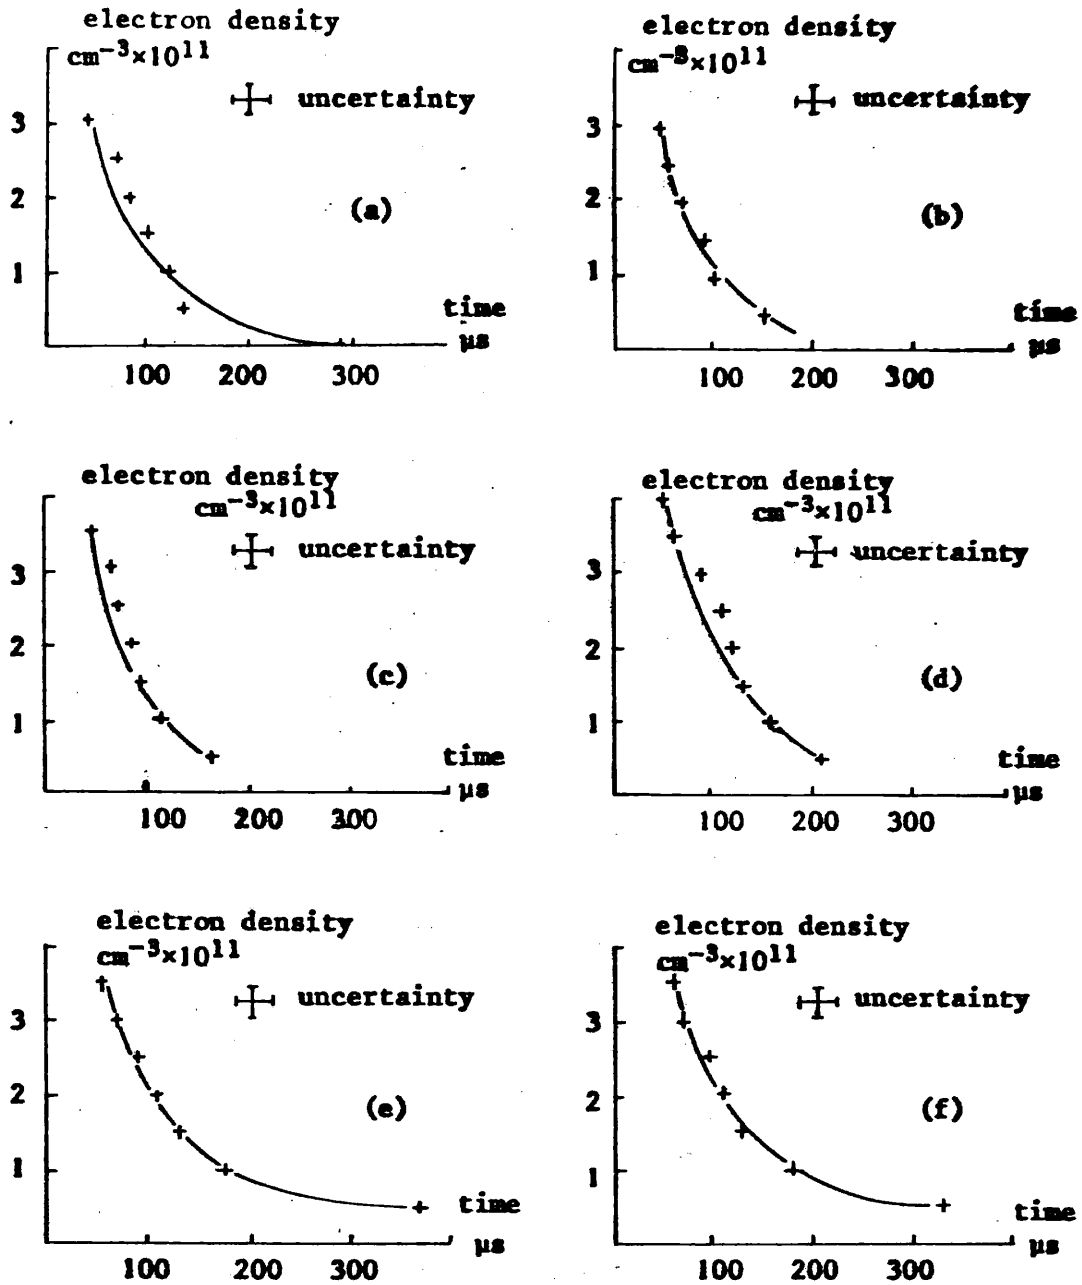 electron density
cm⁻³×10¹¹
uncertainty
3
2
1
(a)
time
µs
100 200 300
electron density
cm⁻³×10¹¹
uncertainty
3
2
1
(b)
time
µs
100 200 300
electron density
cm⁻³×10¹¹
uncertainty
3
2
1
(c)
time
µs
100 200 300
electron density
cm⁻³×10¹¹
uncertainty
3
2
1
(d)
time
µs
100 200 300
electron density
cm⁻³×10¹¹
uncertainty
3
2
1
(e)
time
µs
100 200 300
electron density
cm⁻³×10¹¹
uncertainty
3
2
1
(f)
time
µs
100 200 300